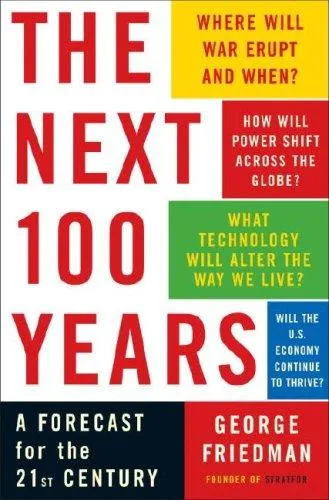 THE
NEXT
100
YEARS
WHERE WILL
WAR ERUPT
AND WHEN?
HOW WILL
POWER SHIFT
ACROSS THE
GLOBE?
WHAT
TECHNOLOGY
WILL ALTER THE
WAY WE LIVE?
WILL THE
U.S.
ECONOMY
CONTINUE
TO THRIVE?
A FORECAST
for the
21ST CENTURY
GEORGE
FRIEDMAN
FOUNDER OF STRATFOR